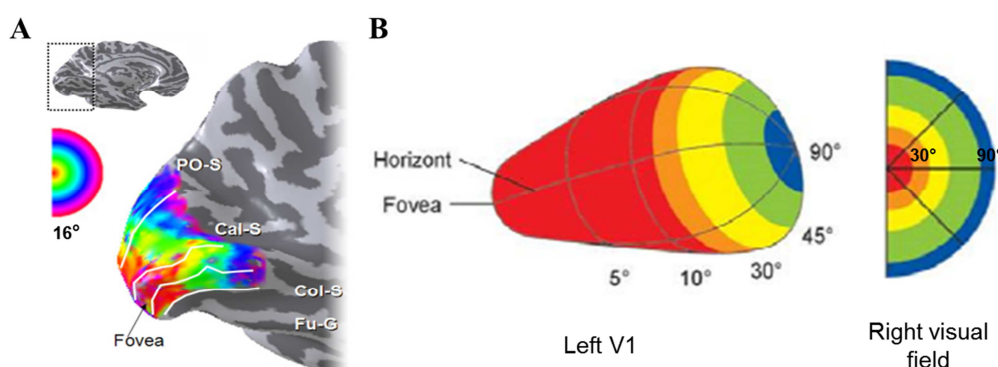 A
PO-S
16°
Cal-S
Col-S
Fu-G
Fovea
B
Horizont
Fovea
90°
45°
30°
10°
5°
Left V1
30°
90°
Right visual
field